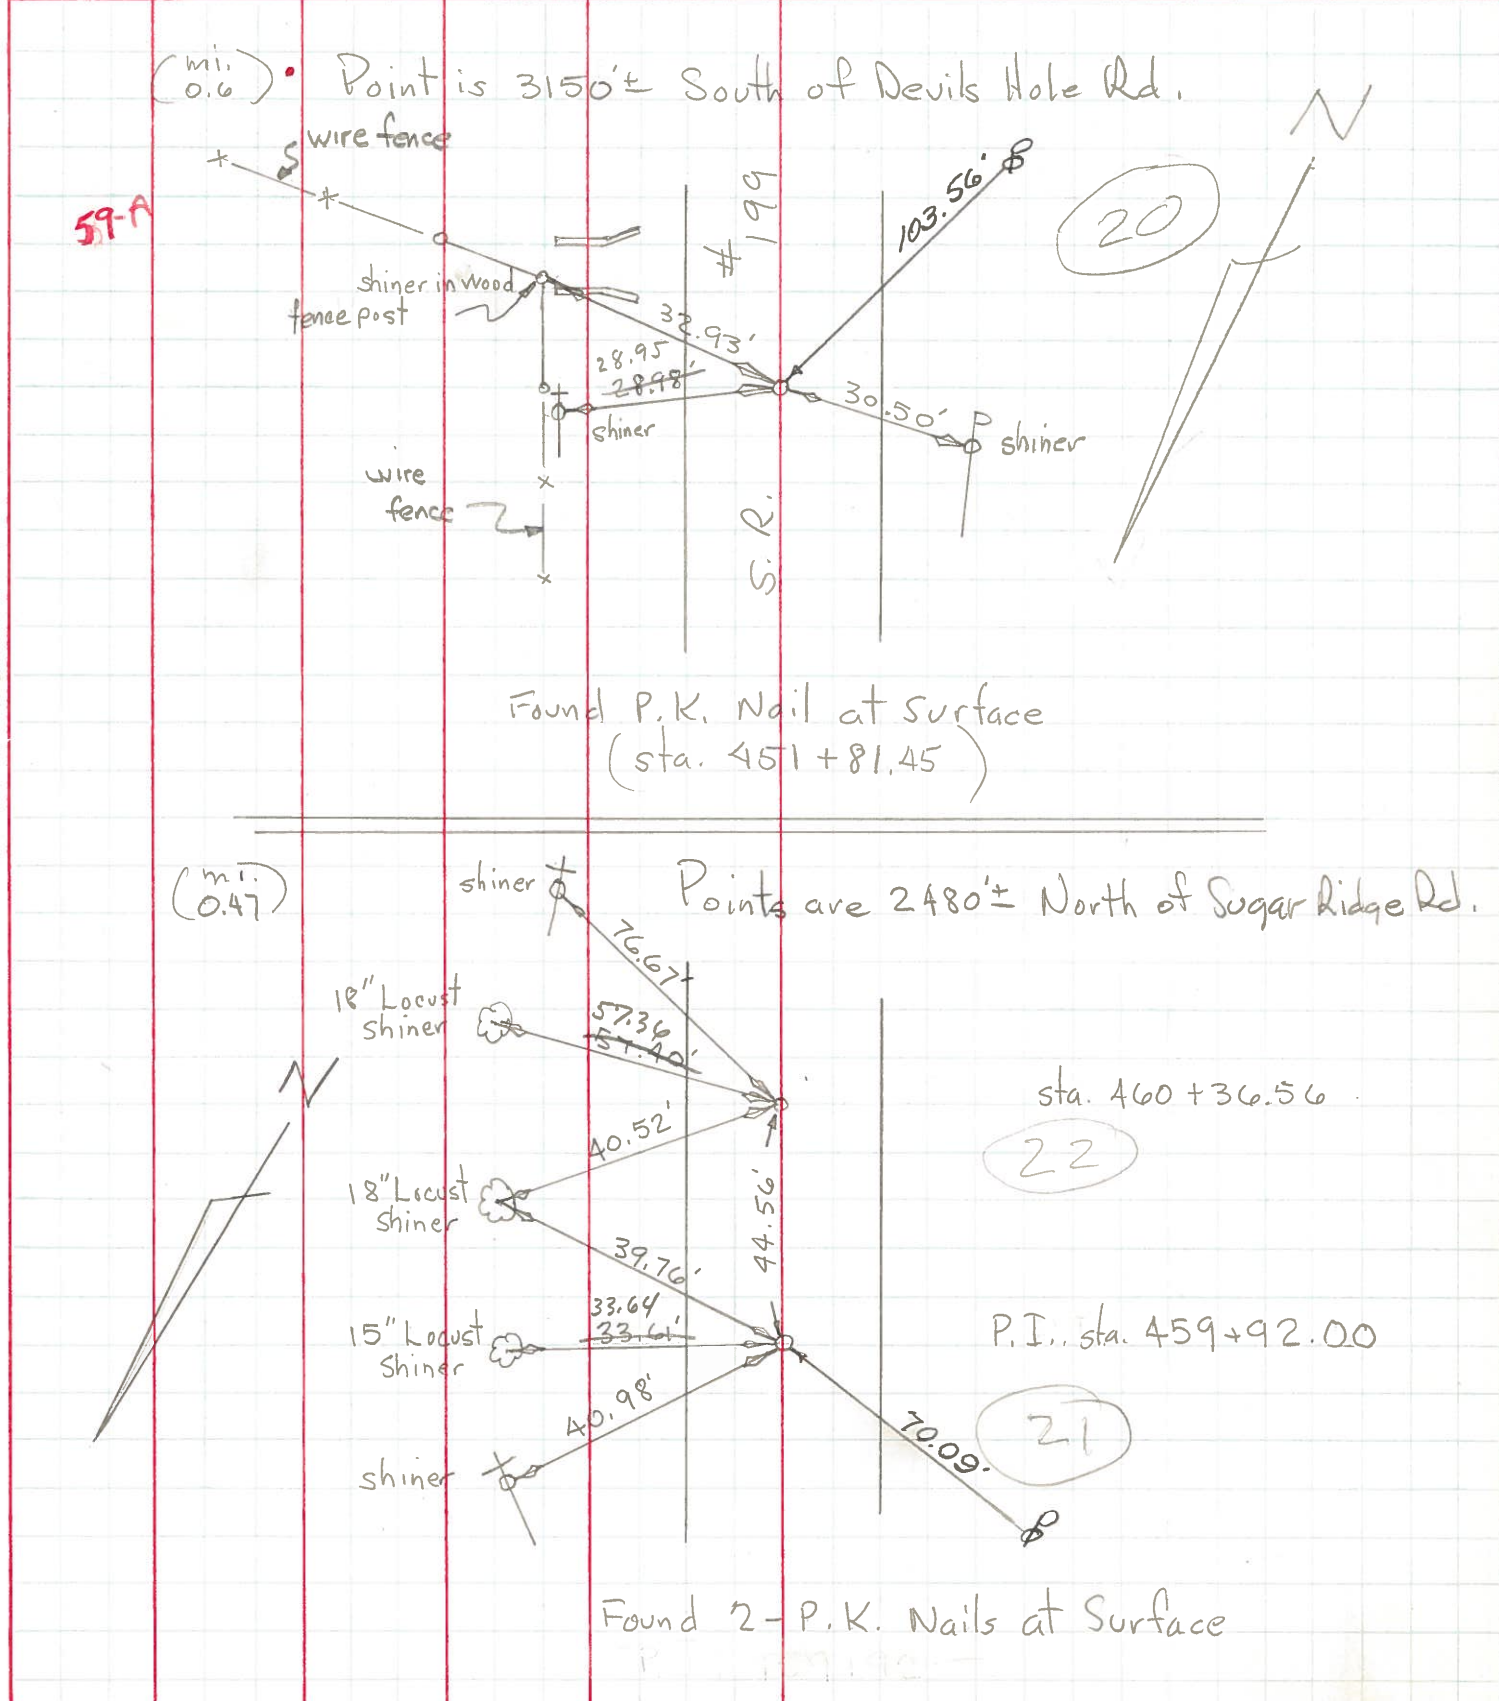 (mi. 0.6) • Point is 3150'± South of Devils Hole Rd.
wire fence
N
59-A
# 199
103.56'
20
shiner in wood
fence post
32.93'
28.95
28.98'
30.50'
shiner
shiner
wire
fence
S.R.
Found P.K. Nail at Surface
(sta. 451+81.45)
(mi. 0.47)
shiner
Points are 2480'± North of Sugar Ridge Rd.
76.67'
18" Locust
shiner
57.36
57.40'
N
sta. 460+36.56
40.52'
22
18" Locust
shiner
44.56'
39.76'
33.64
33.61'
15" Locust
shiner
P.I. sta. 459+92.00
40.98'
21
70.09'
shiner
Found 2-P.K. Nails at Surface